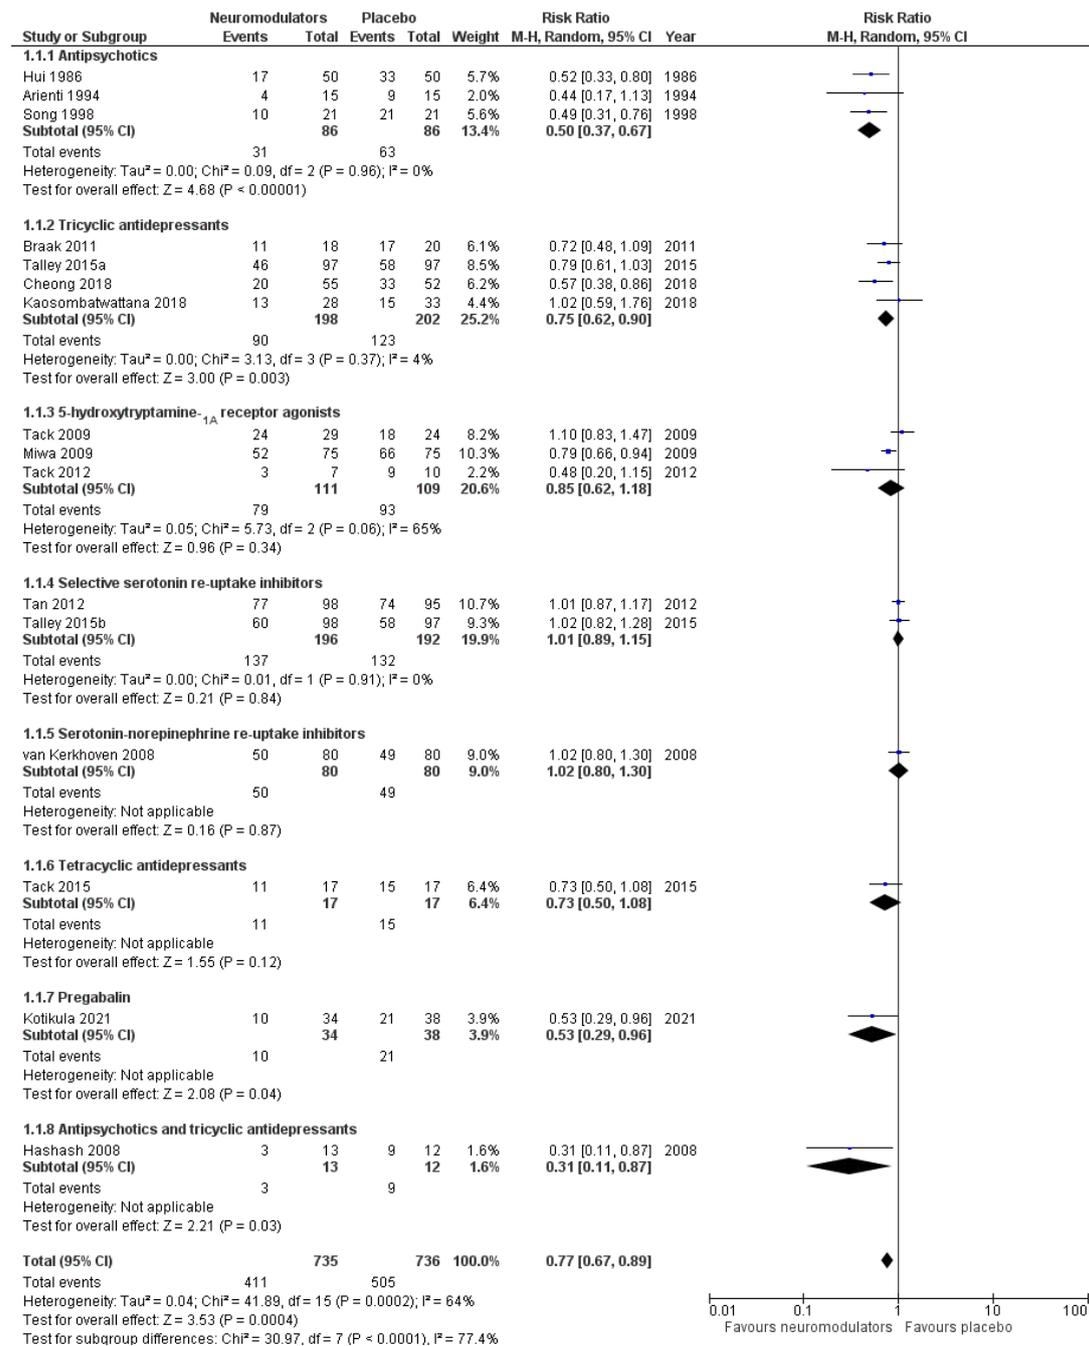 Neuromodulators Placebo Risk Ratio Risk Ratio
Study or Subgroup Events Total Events Total Weight M-H, Random, 95% CI Year M-H, Random, 95% CI
1.1.1 Antipsychotics
Hui 1986 17 50 33 50 5.7% 0.52 [0.33, 0.80] 1986
Arienti 1994 4 15 9 15 2.0% 0.44 [0.17, 1.13] 1994
Song 1998 10 21 21 21 5.6% 0.49 [0.31, 0.76] 1998
Subtotal (95% CI) 86 86 13.4% 0.50 [0.37, 0.67]
Total events 31 63
Heterogeneity: Tau² = 0.00; Chi² = 0.09, df = 2 (P = 0.96); I² = 0%
Test for overall effect: Z = 4.68 (P < 0.00001)
1.1.2 Tricyclic antidepressants
Braak 2011 11 18 17 20 6.1% 0.72 [0.48, 1.09] 2011
Talley 2015a 46 97 58 97 8.5% 0.79 [0.61, 1.03] 2015
Cheong 2018 20 55 33 52 6.2% 0.57 [0.38, 0.86] 2018
Kaosombatwattana 2018 13 28 15 33 4.4% 1.02 [0.59, 1.76] 2018
Subtotal (95% CI) 198 202 25.2% 0.75 [0.62, 0.90]
Total events 90 123
Heterogeneity: Tau² = 0.00; Chi² = 3.13, df = 3 (P = 0.37); I² = 4%
Test for overall effect: Z = 3.00 (P = 0.003)
1.1.3 5-hydroxytryptamine-1A receptor agonists
Tack 2009 24 29 18 24 8.2% 1.10 [0.83, 1.47] 2009
Miwa 2009 52 75 66 75 10.3% 0.79 [0.66, 0.94] 2009
Tack 2012 3 7 9 10 2.2% 0.48 [0.20, 1.15] 2012
Subtotal (95% CI) 111 109 20.6% 0.85 [0.62, 1.18]
Total events 79 93
Heterogeneity: Tau² = 0.05; Chi² = 5.73, df = 2 (P = 0.06); I² = 65%
Test for overall effect: Z = 0.96 (P = 0.34)
1.1.4 Selective serotonin re-uptake inhibitors
Tan 2012 77 98 74 95 10.7% 1.01 [0.87, 1.17] 2012
Talley 2015b 60 98 58 97 9.3% 1.02 [0.82, 1.28] 2015
Subtotal (95% CI) 196 192 19.9% 1.01 [0.89, 1.15]
Total events 137 132
Heterogeneity: Tau² = 0.00; Chi² = 0.01, df = 1 (P = 0.91); I² = 0%
Test for overall effect: Z = 0.21 (P = 0.84)
1.1.5 Serotonin-norepinephrine re-uptake inhibitors
van Kerkhoven 2008 50 80 49 80 9.0% 1.02 [0.80, 1.30] 2008
Subtotal (95% CI) 80 80 9.0% 1.02 [0.80, 1.30]
Total events 50 49
Heterogeneity: Not applicable
Test for overall effect: Z = 0.16 (P = 0.87)
1.1.6 Tetracyclic antidepressants
Tack 2015 11 17 15 17 6.4% 0.73 [0.50, 1.08] 2015
Subtotal (95% CI) 17 17 6.4% 0.73 [0.50, 1.08]
Total events 11 15
Heterogeneity: Not applicable
Test for overall effect: Z = 1.55 (P = 0.12)
1.1.7 Pregabalin
Kotikula 2021 10 34 21 38 3.9% 0.53 [0.29, 0.96] 2021
Subtotal (95% CI) 34 38 3.9% 0.53 [0.29, 0.96]
Total events 10 21
Heterogeneity: Not applicable
Test for overall effect: Z = 2.08 (P = 0.04)
1.1.8 Antipsychotics and tricyclic antidepressants
Hashash 2008 3 13 9 12 1.6% 0.31 [0.11, 0.87] 2008
Subtotal (95% CI) 13 12 1.6% 0.31 [0.11, 0.87]
Total events 3 9
Heterogeneity: Not applicable
Test for overall effect: Z = 2.21 (P = 0.03)
Total (95% CI) 735 736 100.0% 0.77 [0.67, 0.89]
Total events 411 505
Heterogeneity: Tau² = 0.04; Chi² = 41.89, df = 15 (P = 0.0002); I² = 64%
Test for overall effect: Z = 3.53 (P = 0.0004)
Test for subgroup differences: Chi² = 30.97, df = 7 (P < 0.0001), I² = 77.4%
0.01 0.1 1 10 100
Favours neuromodulators Favours placebo